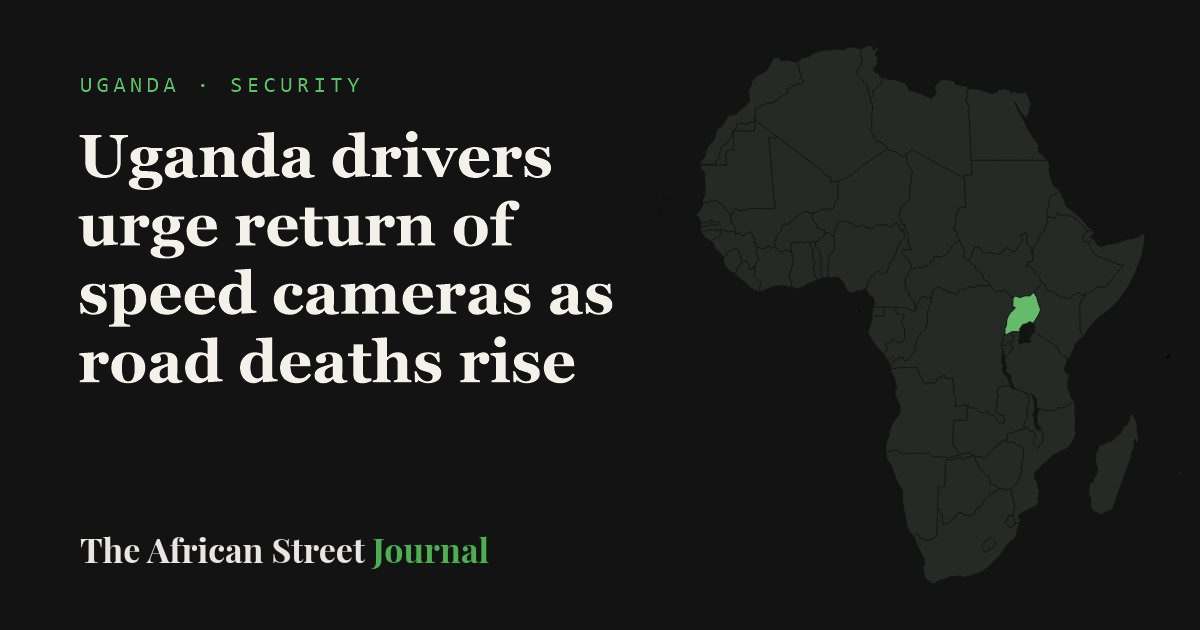 UGANDA · SECURITY
Uganda drivers
urge return of
speed cameras as
road deaths rise
The African Street Journal